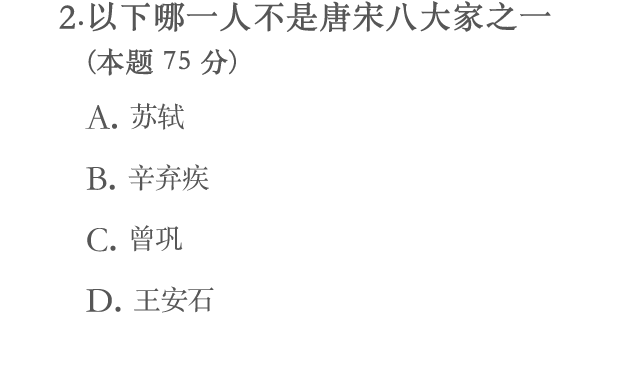 2.以下哪一人不是唐宋八大家之一
(本题 75 分)
A. 苏轼
B. 辛弃疾
C. 曾巩
D. 王安石